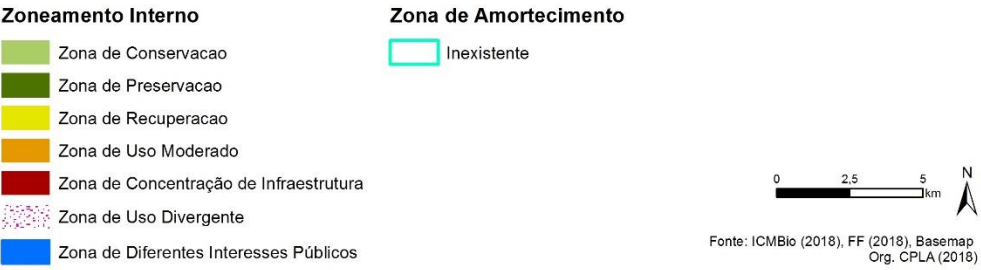 Zoneamento Interno
Zona de Conservacao
Zona de Preservacao
Zona de Recuperacao
Zona de Uso Moderado
Zona de Concentração de Infraestrutura
Zona de Uso Divergente
Zona de Diferentes Interesses Públicos
Zona de Amortecimento
Inexistente
0 2,5 5
km
N
Fonte: ICMBio (2018), FF (2018), Basemap
Org. CPLA (2018)